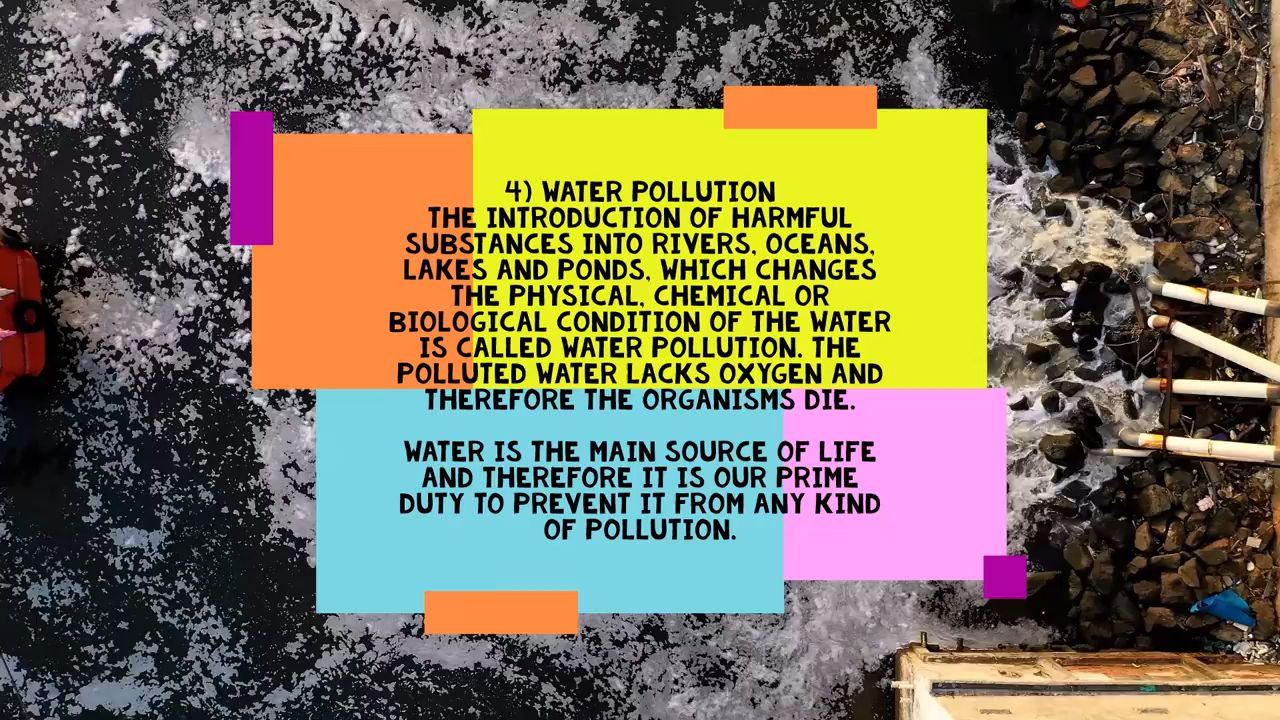 4) WATER POLLUTION
THE INTRODUCTION OF HARMFUL
SUBSTANCES INTO RIVERS, OCEANS,
LAKES AND PONDS, WHICH CHANGES
THE PHYSICAL, CHEMICAL OR
BIOLOGICAL CONDITION OF THE WATER
IS CALLED WATER POLLUTION. THE
POLLUTED WATER LACKS OXYGEN AND
THEREFORE THE ORGANISMS DIE.
WATER IS THE MAIN SOURCE OF LIFE
AND THEREFORE IT IS OUR PRIME
DUTY TO PREVENT IT FROM ANY KIND
OF POLLUTION.